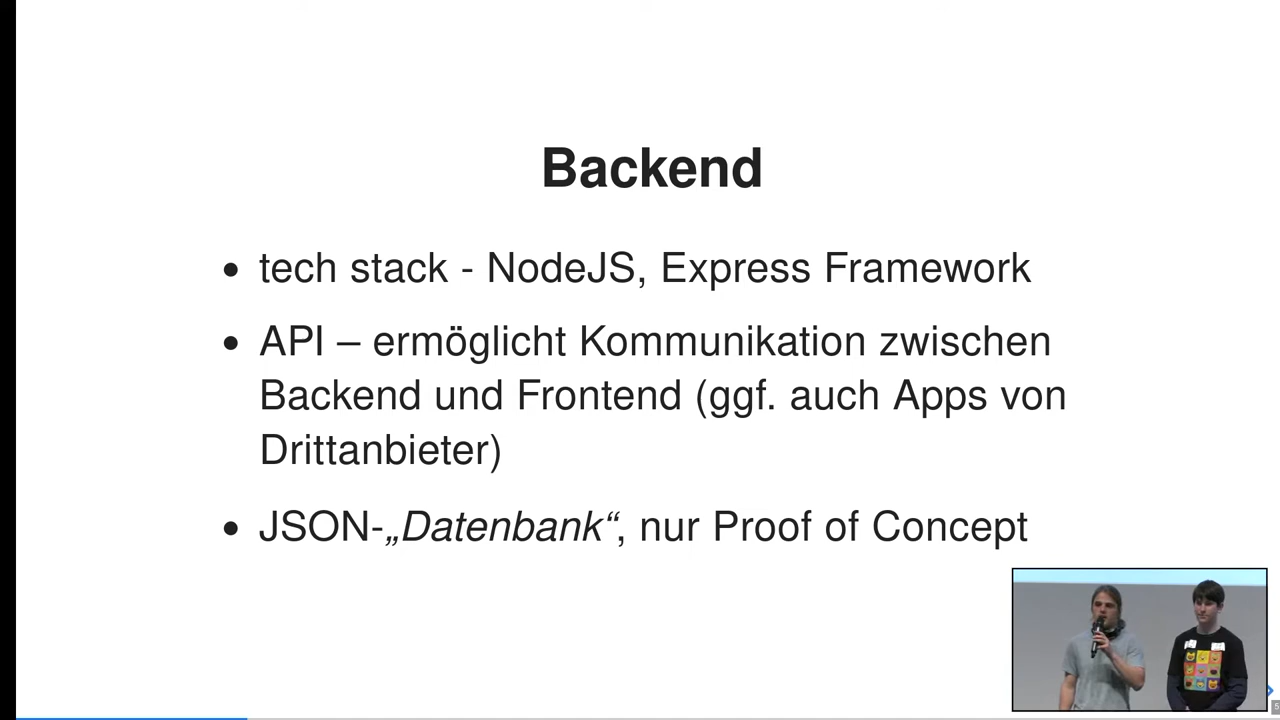 Backend
• tech stack - NodeJS, Express Framework
• API – ermöglicht Kommunikation zwischen
Backend und Frontend (ggf. auch Apps von
Drittanbieter)
• JSON-„Datenbank“, nur Proof of Concept
5